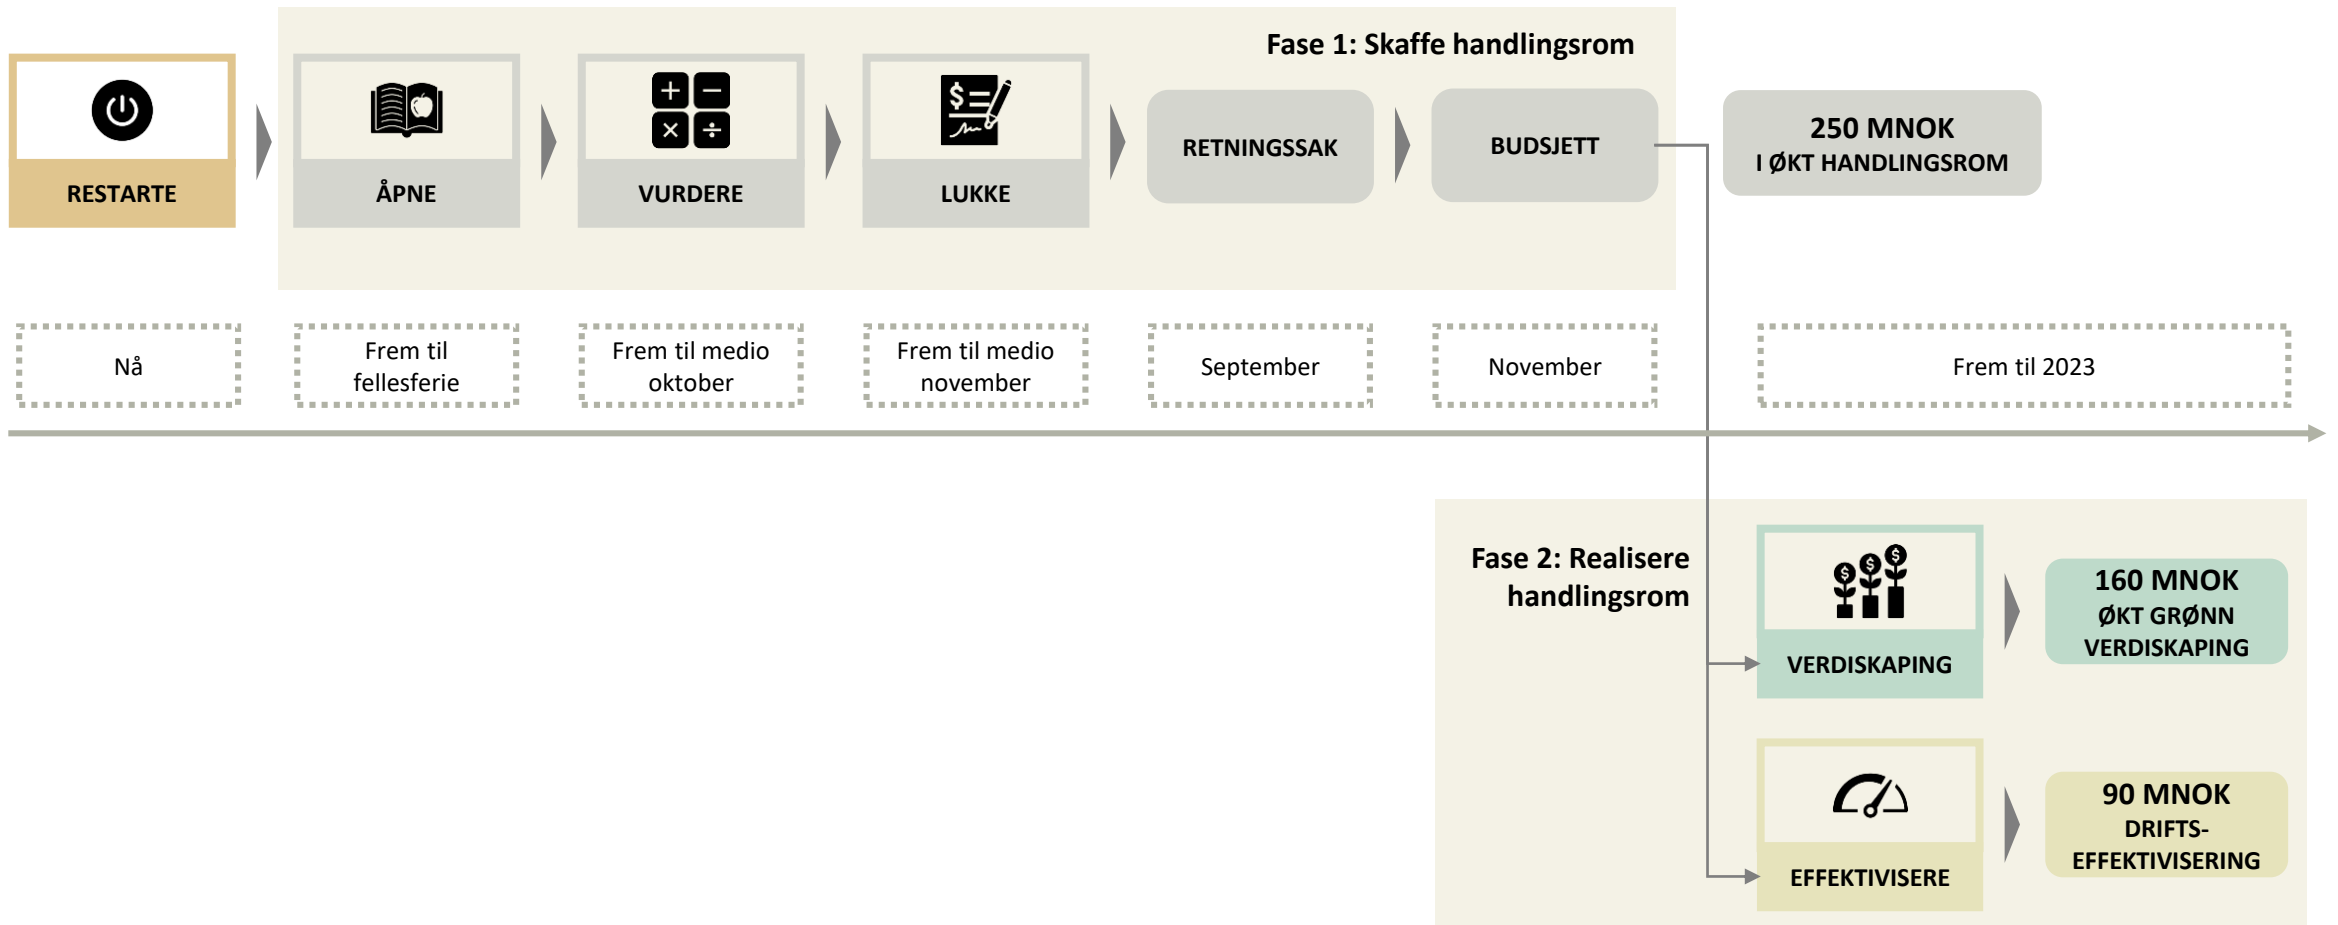 Fase 1: Skaffe handlingsrom
RESTARTE
ÅPNE
VURDERE
LUKKE
RETNINGSSAK
BUDSJETT
250 MNOK
I ØKT HANDLINGSROM
Nå
Frem til
fellesferie
Frem til medio
oktober
Frem til medio
november
September
November
Frem til 2023
Fase 2: Realisere
handlingsrom
VERDISKAPING
160 MNOK
ØKT GRØNN
VERDISKAPING
EFFEKTIVISERE
90 MNOK
DRIFTS-
EFFEKTIVISERING